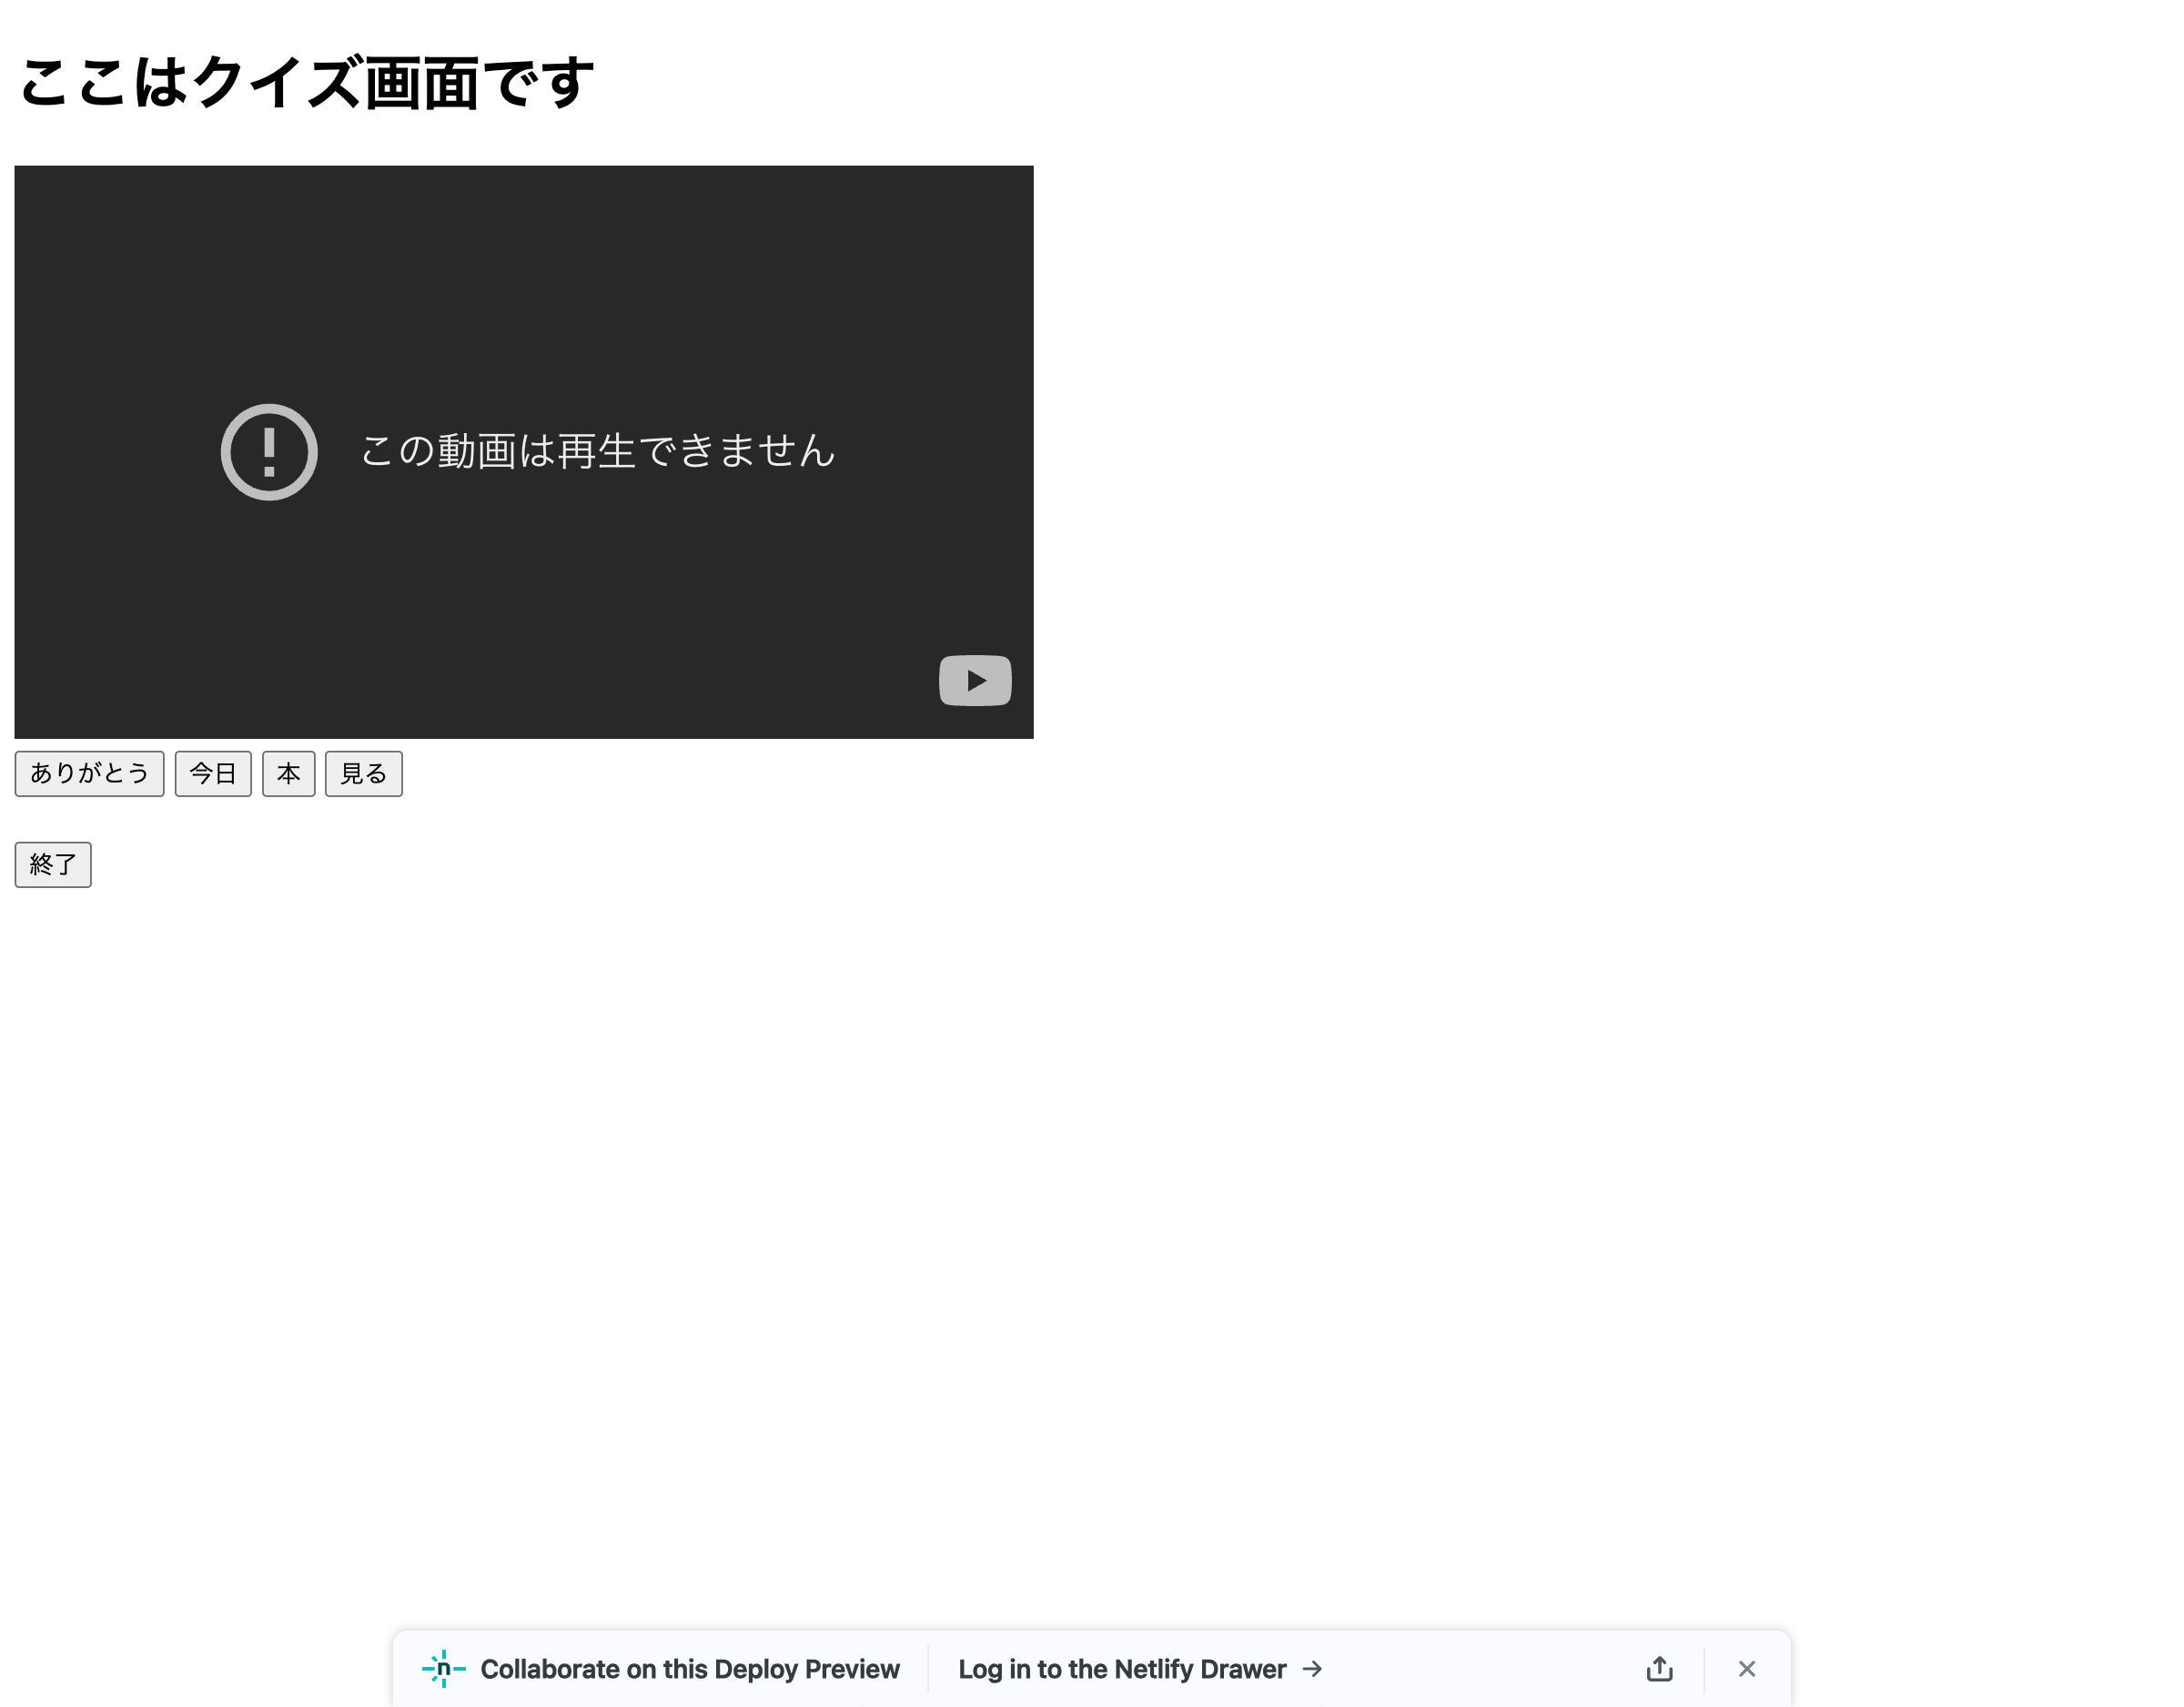 ここはクイズ画面です
この動画は再生できません
ありがとう 今日 本 見る
終了
Collaborate on this Deploy Preview Log in to the Netlify Drawer →